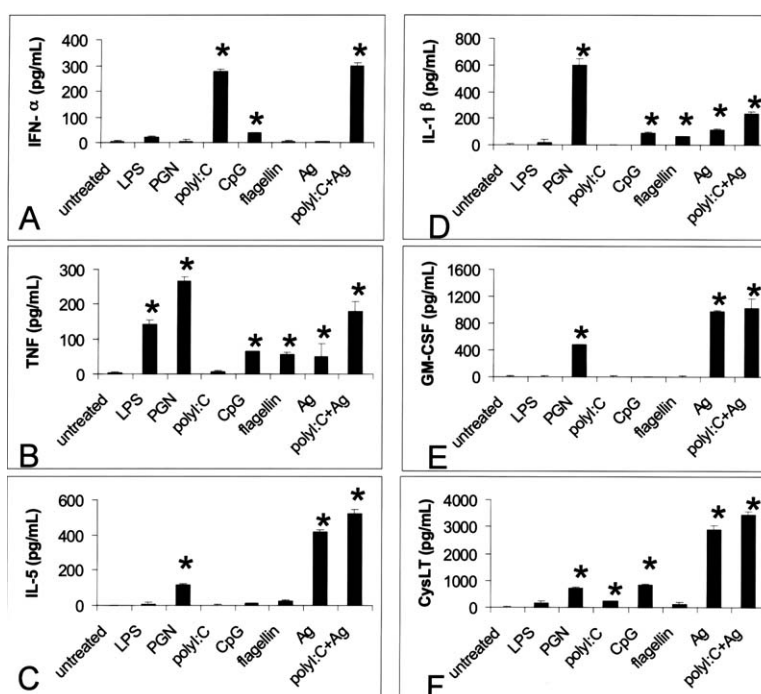 IFN- α (pg/mL)
400
300
200
100
0
*
*
*
untreated
LPS
PGN
polyI:C
CpG
flagellin
Ag
polyI:C+Ag
A
TNF (pg/mL)
300
200
100
0
*
*
*
*
*
*
untreated
LPS
PGN
polyI:C
CpG
flagellin
Ag
polyI:C+Ag
B
IL-5 (pg/mL)
600
400
200
0
*
*
*
untreated
LPS
PGN
polyI:C
CpG
flagellin
Ag
polyI:C+Ag
C
IL-1 β (pg/mL)
800
600
400
200
0
*
*
*
*
*
untreated
LPS
PGN
polyI:C
CpG
flagellin
Ag
polyI:C+Ag
D
GM-CSF (pg/mL)
1600
1200
800
400
0
*
*
*
untreated
LPS
PGN
polyI:C
CpG
flagellin
Ag
polyI:C+Ag
E
CysLT (pg/mL)
4000
3000
2000
1000
0
*
*
*
*
*
untreated
LPS
PGN
polyI:C
CpG
flagellin
Ag
polyI:C+Ag
F